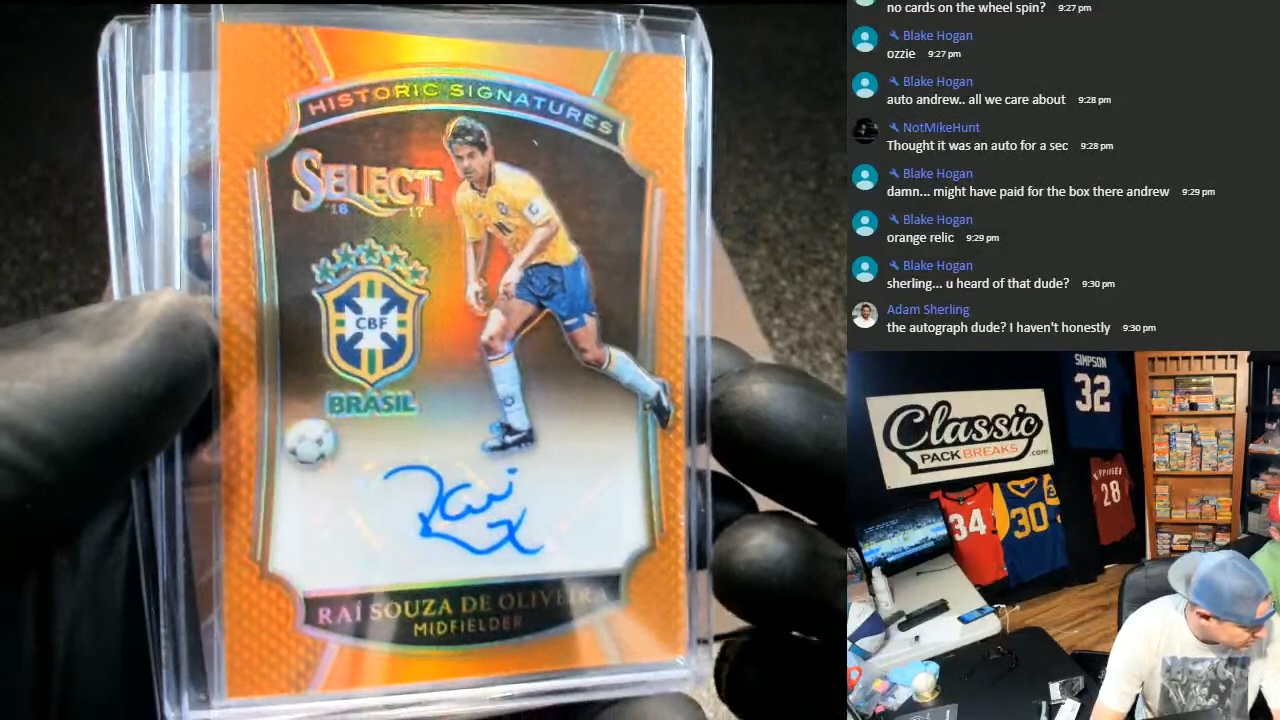 HISTORIC SIGNATURES
SELECT
16 17
CBF
BRASIL
Raí
RAÍ SOUZA DE OLIVEIRA
MIDFIELDER
no cards on the wheel spin? 9:27 pm
Blake Hogan
ozzie 9:27 pm
Blake Hogan
auto andrew.. all we care about 9:28 pm
NotMikeHunt
Thought it was an auto for a sec 9:28 pm
Blake Hogan
damn... might have paid for the box there andrew 9:29 pm
Blake Hogan
orange relic 9:29 pm
Blake Hogan
sherling... u heard of that dude? 9:30 pm
Adam Sherling
the autograph dude? I haven't honestly 9:30 pm
SIMPSON
32
Classic
PACK BREAKS .com
34
30
28